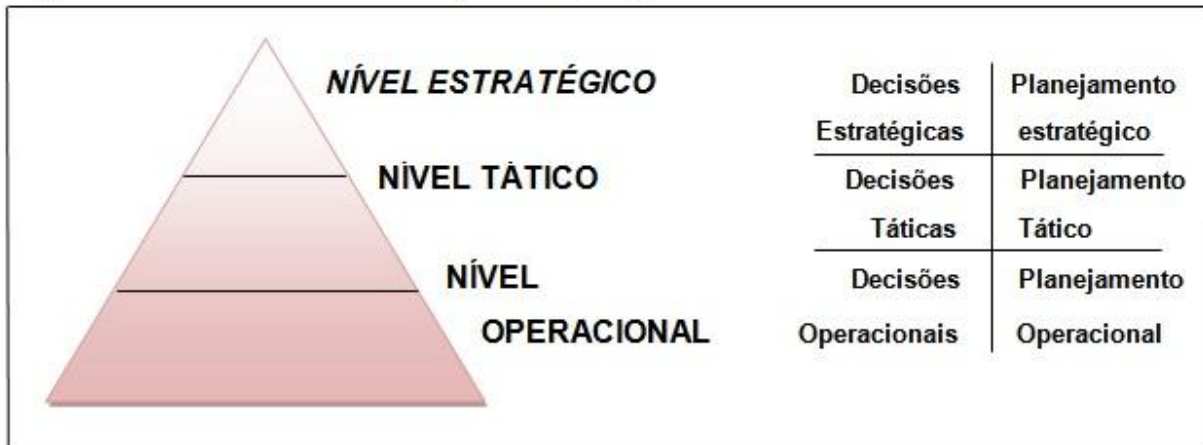 NÍVEL ESTRATÉGICO
NÍVEL TÁTICO
NÍVEL
OPERACIONAL
Decisões Planejamento
Estratégicas estratégico
Decisões Planejamento
Táticas Tático
Decisões Planejamento
Operacionais Operacional